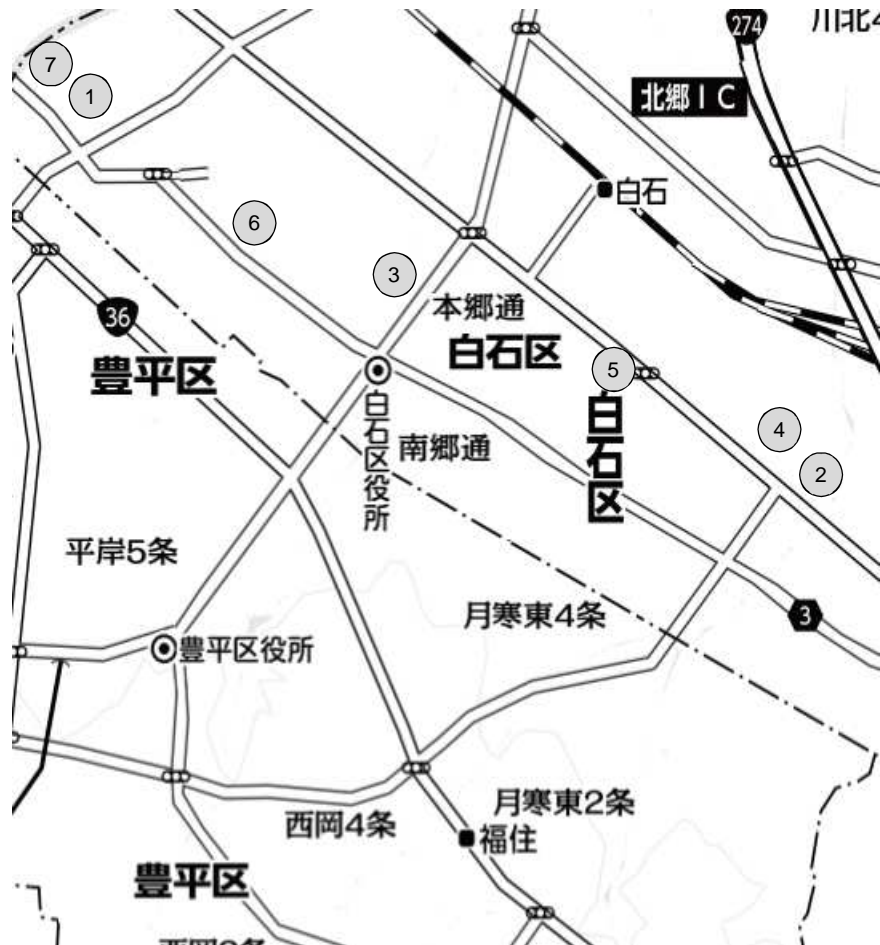 274
川北4
7
1
北郷IC
白石
6
3
36
本郷通
白石区
豊平区
5
白石区
白石区役所
南郷通
4
2
平岸5条
月寒東4条
3
豊平区役所
月寒東2条
西岡4条
福住
豊平区